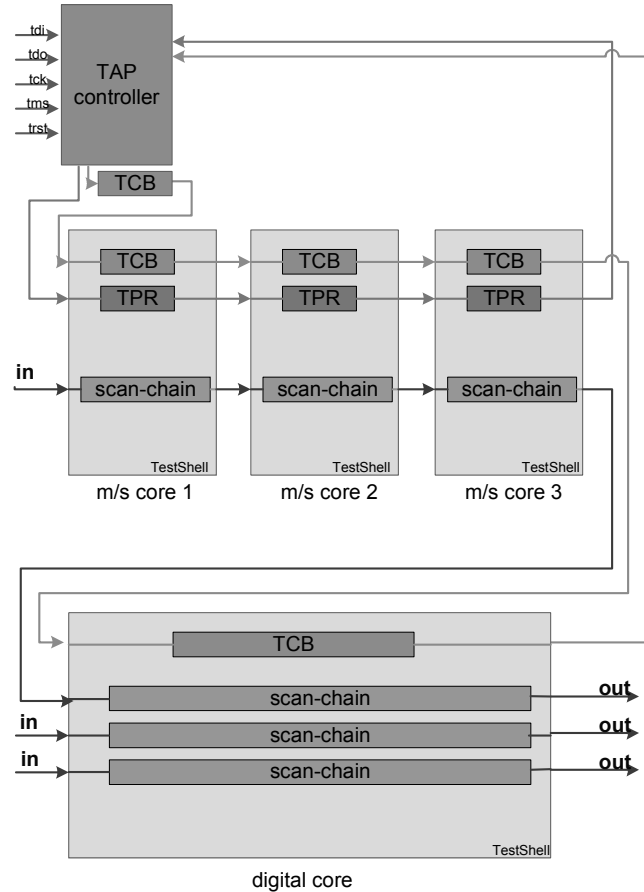 tdi
tdo
tck
tms
trst
TAP
controller
TCB
TCB
TCB
TCB
TPR
TPR
TPR
in
scan-chain
scan-chain
scan-chain
TestShell
TestShell
TestShell
m/s core 1
m/s core 2
m/s core 3
TCB
scan-chain
out
in
scan-chain
out
in
scan-chain
out
TestShell
digital core